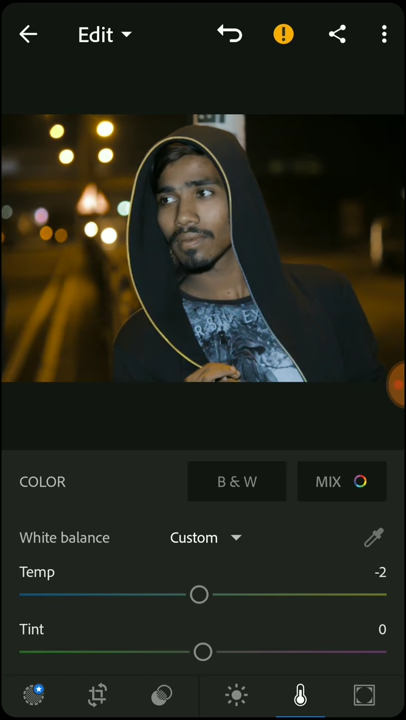 Edit
COLOR
B & W
MIX
White balance
Custom
Temp
-2
Tint
0